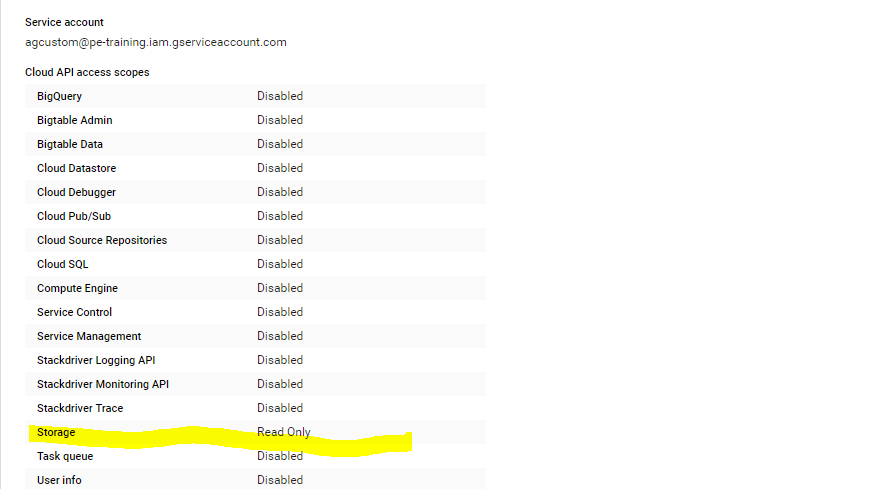 Service account
agcustom@pe-training.iam.gserviceaccount.com
Cloud API access scopes
BigQuery Disabled
Bigtable Admin Disabled
Bigtable Data Disabled
Cloud Datastore Disabled
Cloud Debugger Disabled
Cloud Pub/Sub Disabled
Cloud Source Repositories Disabled
Cloud SQL Disabled
Compute Engine Disabled
Service Control Disabled
Service Management Disabled
Stackdriver Logging API Disabled
Stackdriver Monitoring API Disabled
Stackdriver Trace Disabled
Storage Read Only
Task queue Disabled
User info Disabled